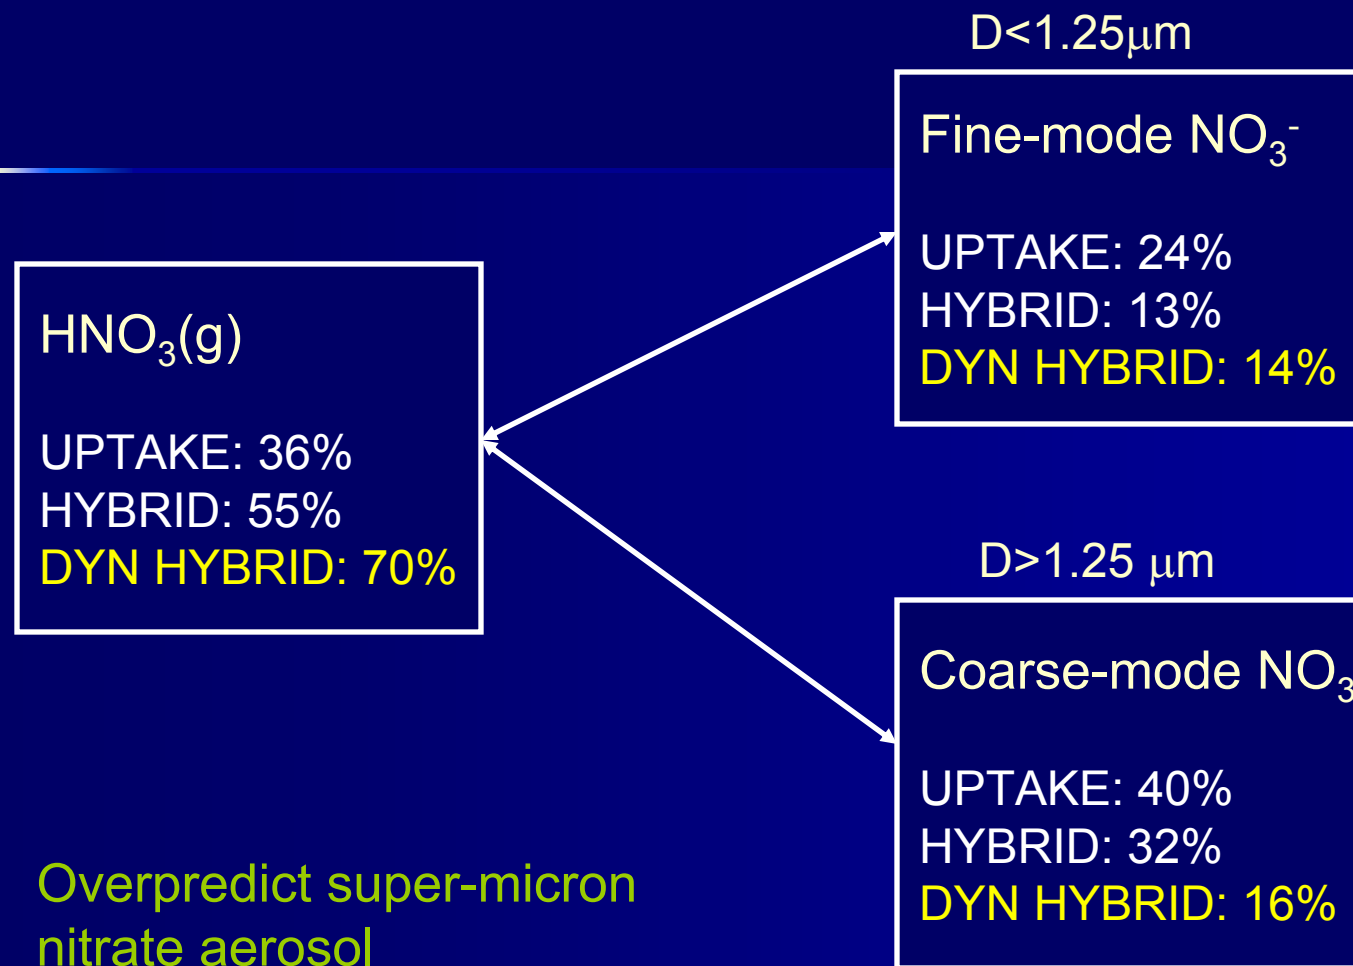 D<1.25μm
Fine-mode NO₃⁻
UPTAKE: 24%
HYBRID: 13%
DYN HYBRID: 14%
HNO₃(g)
UPTAKE: 36%
HYBRID: 55%
DYN HYBRID: 70%
D>1.25 μm
Coarse-mode NO₃
UPTAKE: 40%
HYBRID: 32%
DYN HYBRID: 16%
Overpredict super-micron
nitrate aerosol